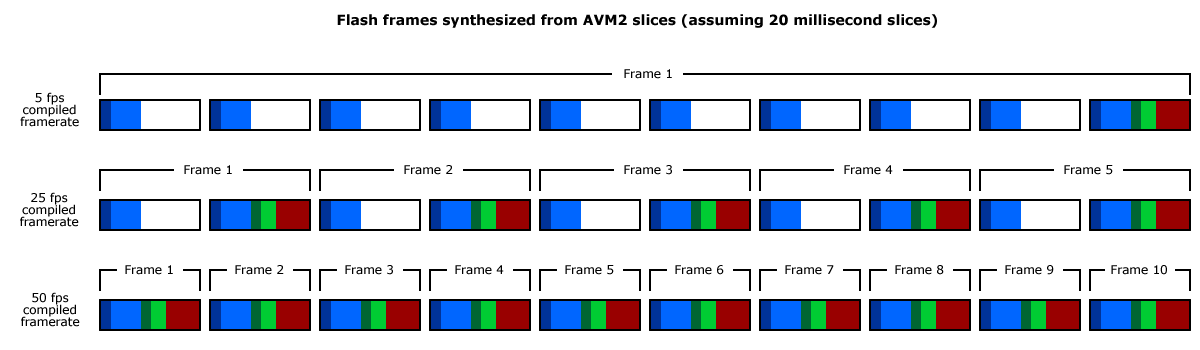 Flash frames synthesized from AVM2 slices (assuming 20 millisecond slices)
Frame 1
5 fps
compiled
framerate
Frame 1 Frame 2 Frame 3 Frame 4 Frame 5
25 fps
compiled
framerate
Frame 1 Frame 2 Frame 3 Frame 4 Frame 5 Frame 6 Frame 7 Frame 8 Frame 9 Frame 10
50 fps
compiled
framerate